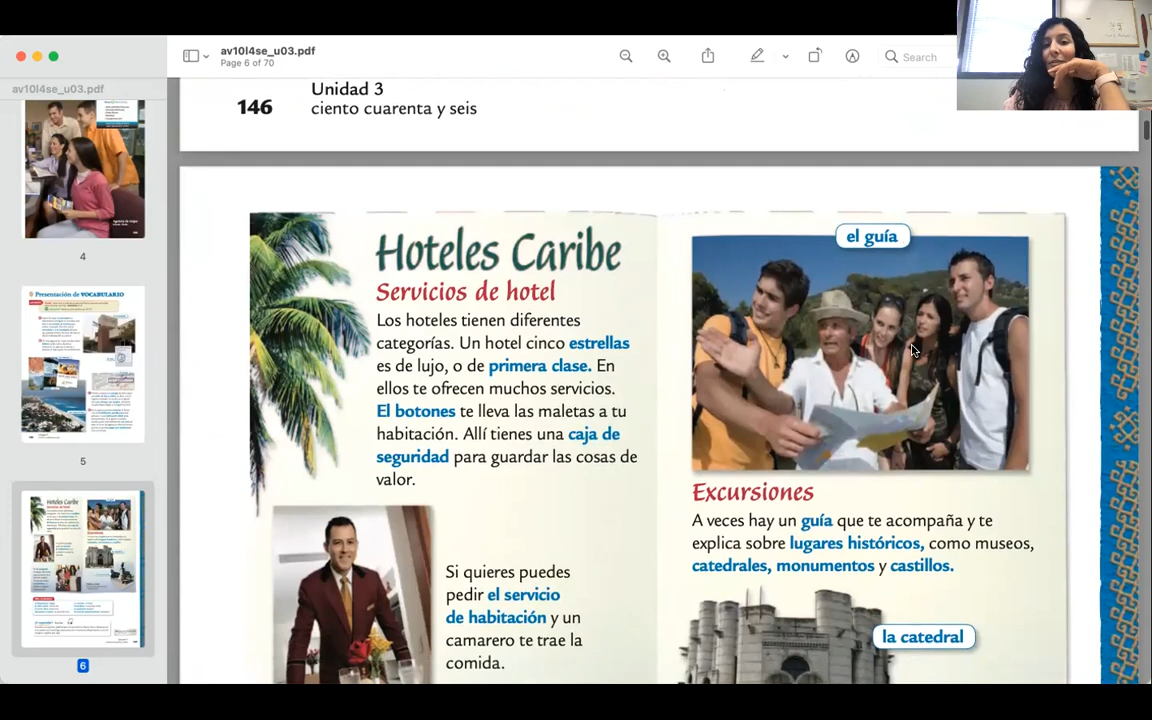 av10l4se_u03.pdf
Page 6 of 70
Search
av10l4se_u03.pdf
4
Presentación de VOCABULARIO
5
Hoteles Caribe
6
Unidad 3
146 ciento cuarenta y seis
Hoteles Caribe
Servicios de hotel
Los hoteles tienen diferentes
categorías. Un hotel cinco estrellas
es de lujo, o de primera clase. En
ellos te ofrecen muchos servicios.
El botones te lleva las maletas a tu
habitación. Allí tienes una caja de
seguridad para guardar las cosas de
valor.
Si quieres puedes
pedir el servicio
de habitación y un
camarero te trae la
comida.
el guía
Excursiones
A veces hay un guía que te acompaña y te
explica sobre lugares históricos, como museos,
catedrales, monumentos y castillos.
la catedral